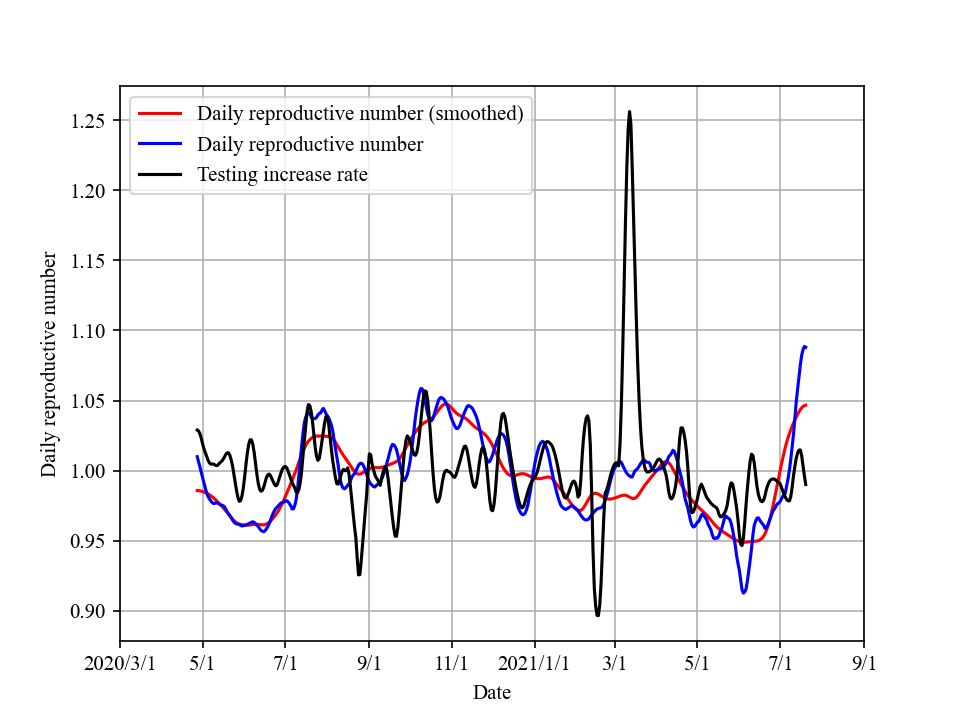 Daily reproductive number (smoothed)
Daily reproductive number
Testing increase rate
Daily reproductive number
1.25
1.20
1.15
1.10
1.05
1.00
0.95
0.90
2020/3/1 5/1 7/1 9/1 11/1 2021/1/1 3/1 5/1 7/1 9/1
Date